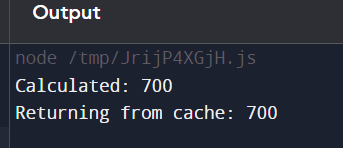 Output
node /tmp/JrijP4XGjH.js
Calculated: 700
Returning from cache: 700